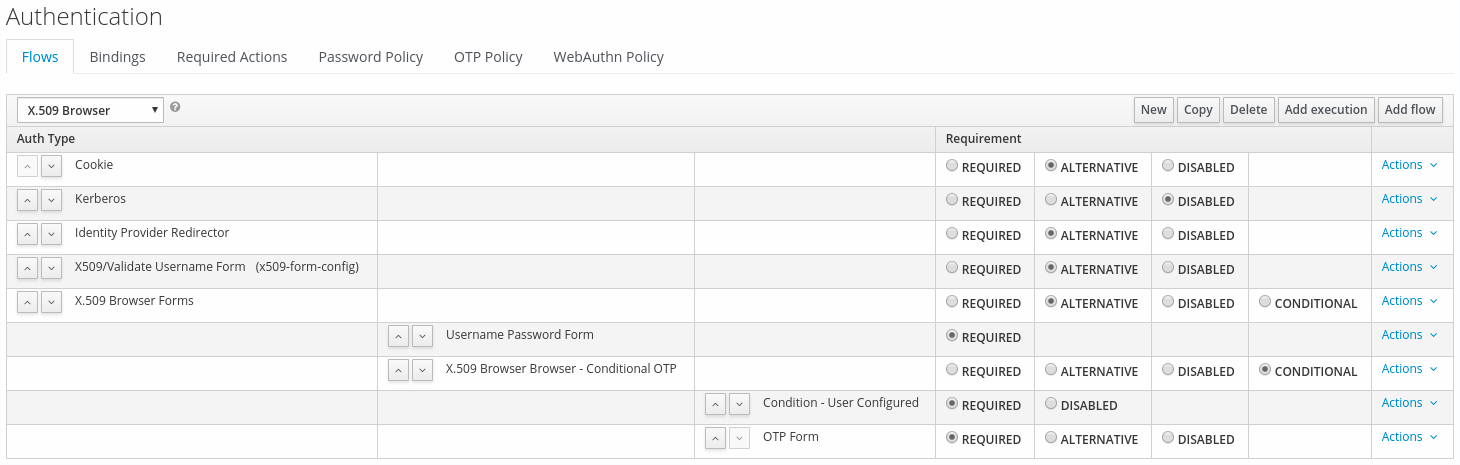 Authentication
Flows Bindings Required Actions Password Policy OTP Policy WebAuthn Policy
X.509 Browser New Copy Delete Add execution Add flow
Auth Type Requirement
Cookie REQUIRED ALTERNATIVE DISABLED Actions
Kerberos REQUIRED ALTERNATIVE DISABLED Actions
Identity Provider Redirector REQUIRED ALTERNATIVE DISABLED Actions
X509/Validate Username Form (x509-form-config) REQUIRED ALTERNATIVE DISABLED Actions
X.509 Browser Forms REQUIRED ALTERNATIVE DISABLED CONDITIONAL Actions
Username Password Form REQUIRED Actions
X.509 Browser Browser - Conditional OTP REQUIRED ALTERNATIVE DISABLED CONDITIONAL Actions
Condition - User Configured REQUIRED DISABLED Actions
OTP Form REQUIRED ALTERNATIVE DISABLED Actions